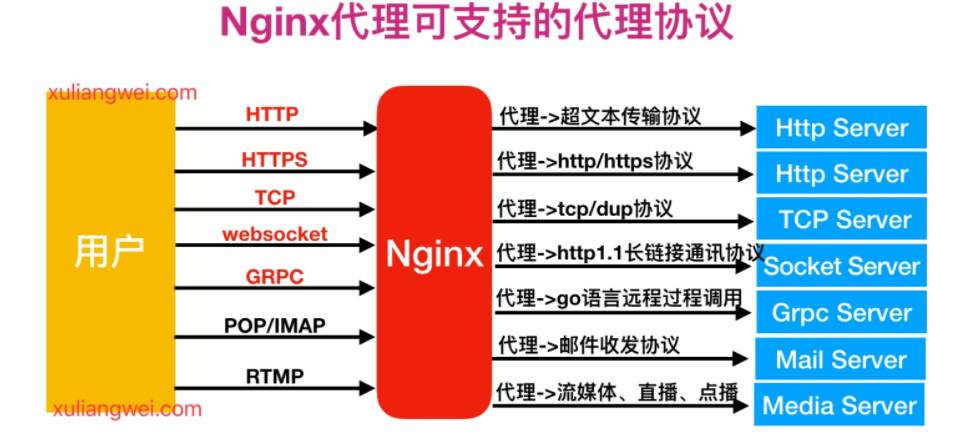 Nginx代理可支持的代理协议
xuliangwei.com
用户
HTTP
HTTPS
TCP
websocket
GRPC
POP/IMAP
RTMP
Nginx
代理->超文本传输协议
代理->http/https协议
代理->tcp/dup协议
代理->http1.1长链接通讯协议
代理->go语言远程过程调用
代理->邮件收发协议
代理->流媒体、直播、点播
Http Server
Http Server
TCP Server
Socket Server
Grpc Server
Mail Server
Media Server
xuliangwei.com